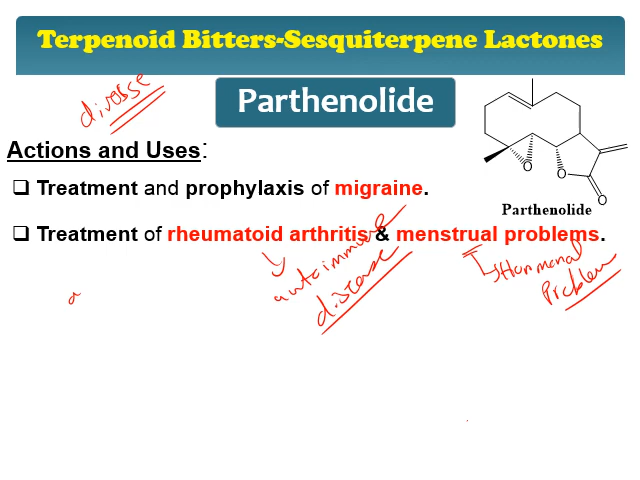 Terpenoid Bitters-Sesquiterpene Lactones
Parthenolide
diverse
Actions and Uses:
❑ Treatment and prophylaxis of migraine.
O
O
O
Parthenolide
❑ Treatment of rheumatoid arthritis & menstrual problems.
autoimmune
disease
Hormonal
Problem
a